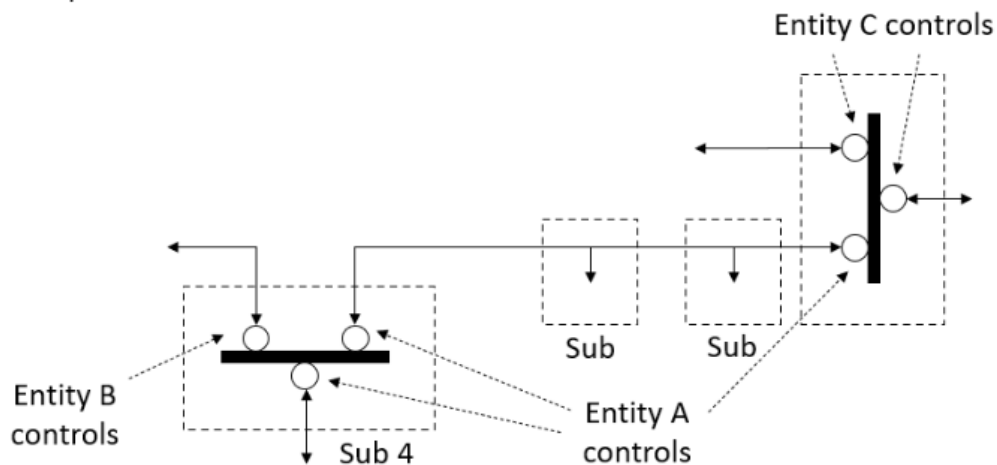 Entity C controls
Sub
Sub
Entity B
controls
Entity A
controls
Sub 4